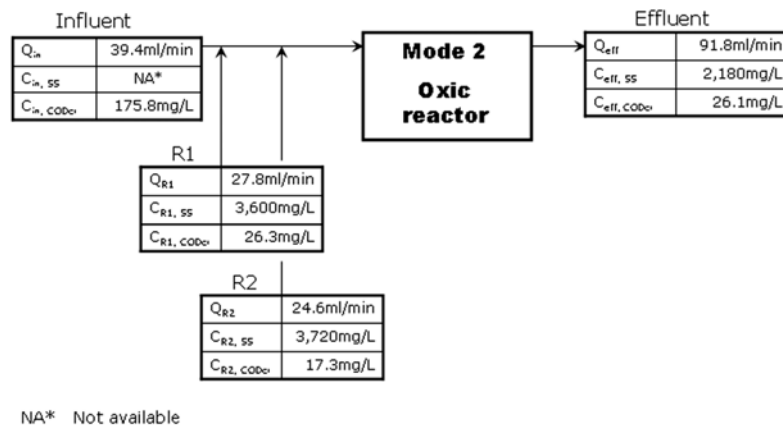 Influent
Effluent
Qin 39.4ml/min
Cin, SS NA*
Cin, CODcr 175.8mg/L
Mode 2
Oxic
reactor
Qeff 91.8ml/min
Ceff, SS 2,180mg/L
Ceff, CODcr 26.1mg/L
R1
QR1 27.8ml/min
CR1, SS 3,600mg/L
CR1, CODcr 26.3mg/L
R2
QR2 24.6ml/min
CR2, SS 3,720mg/L
CR2, CODcr 17.3mg/L
NA* Not available